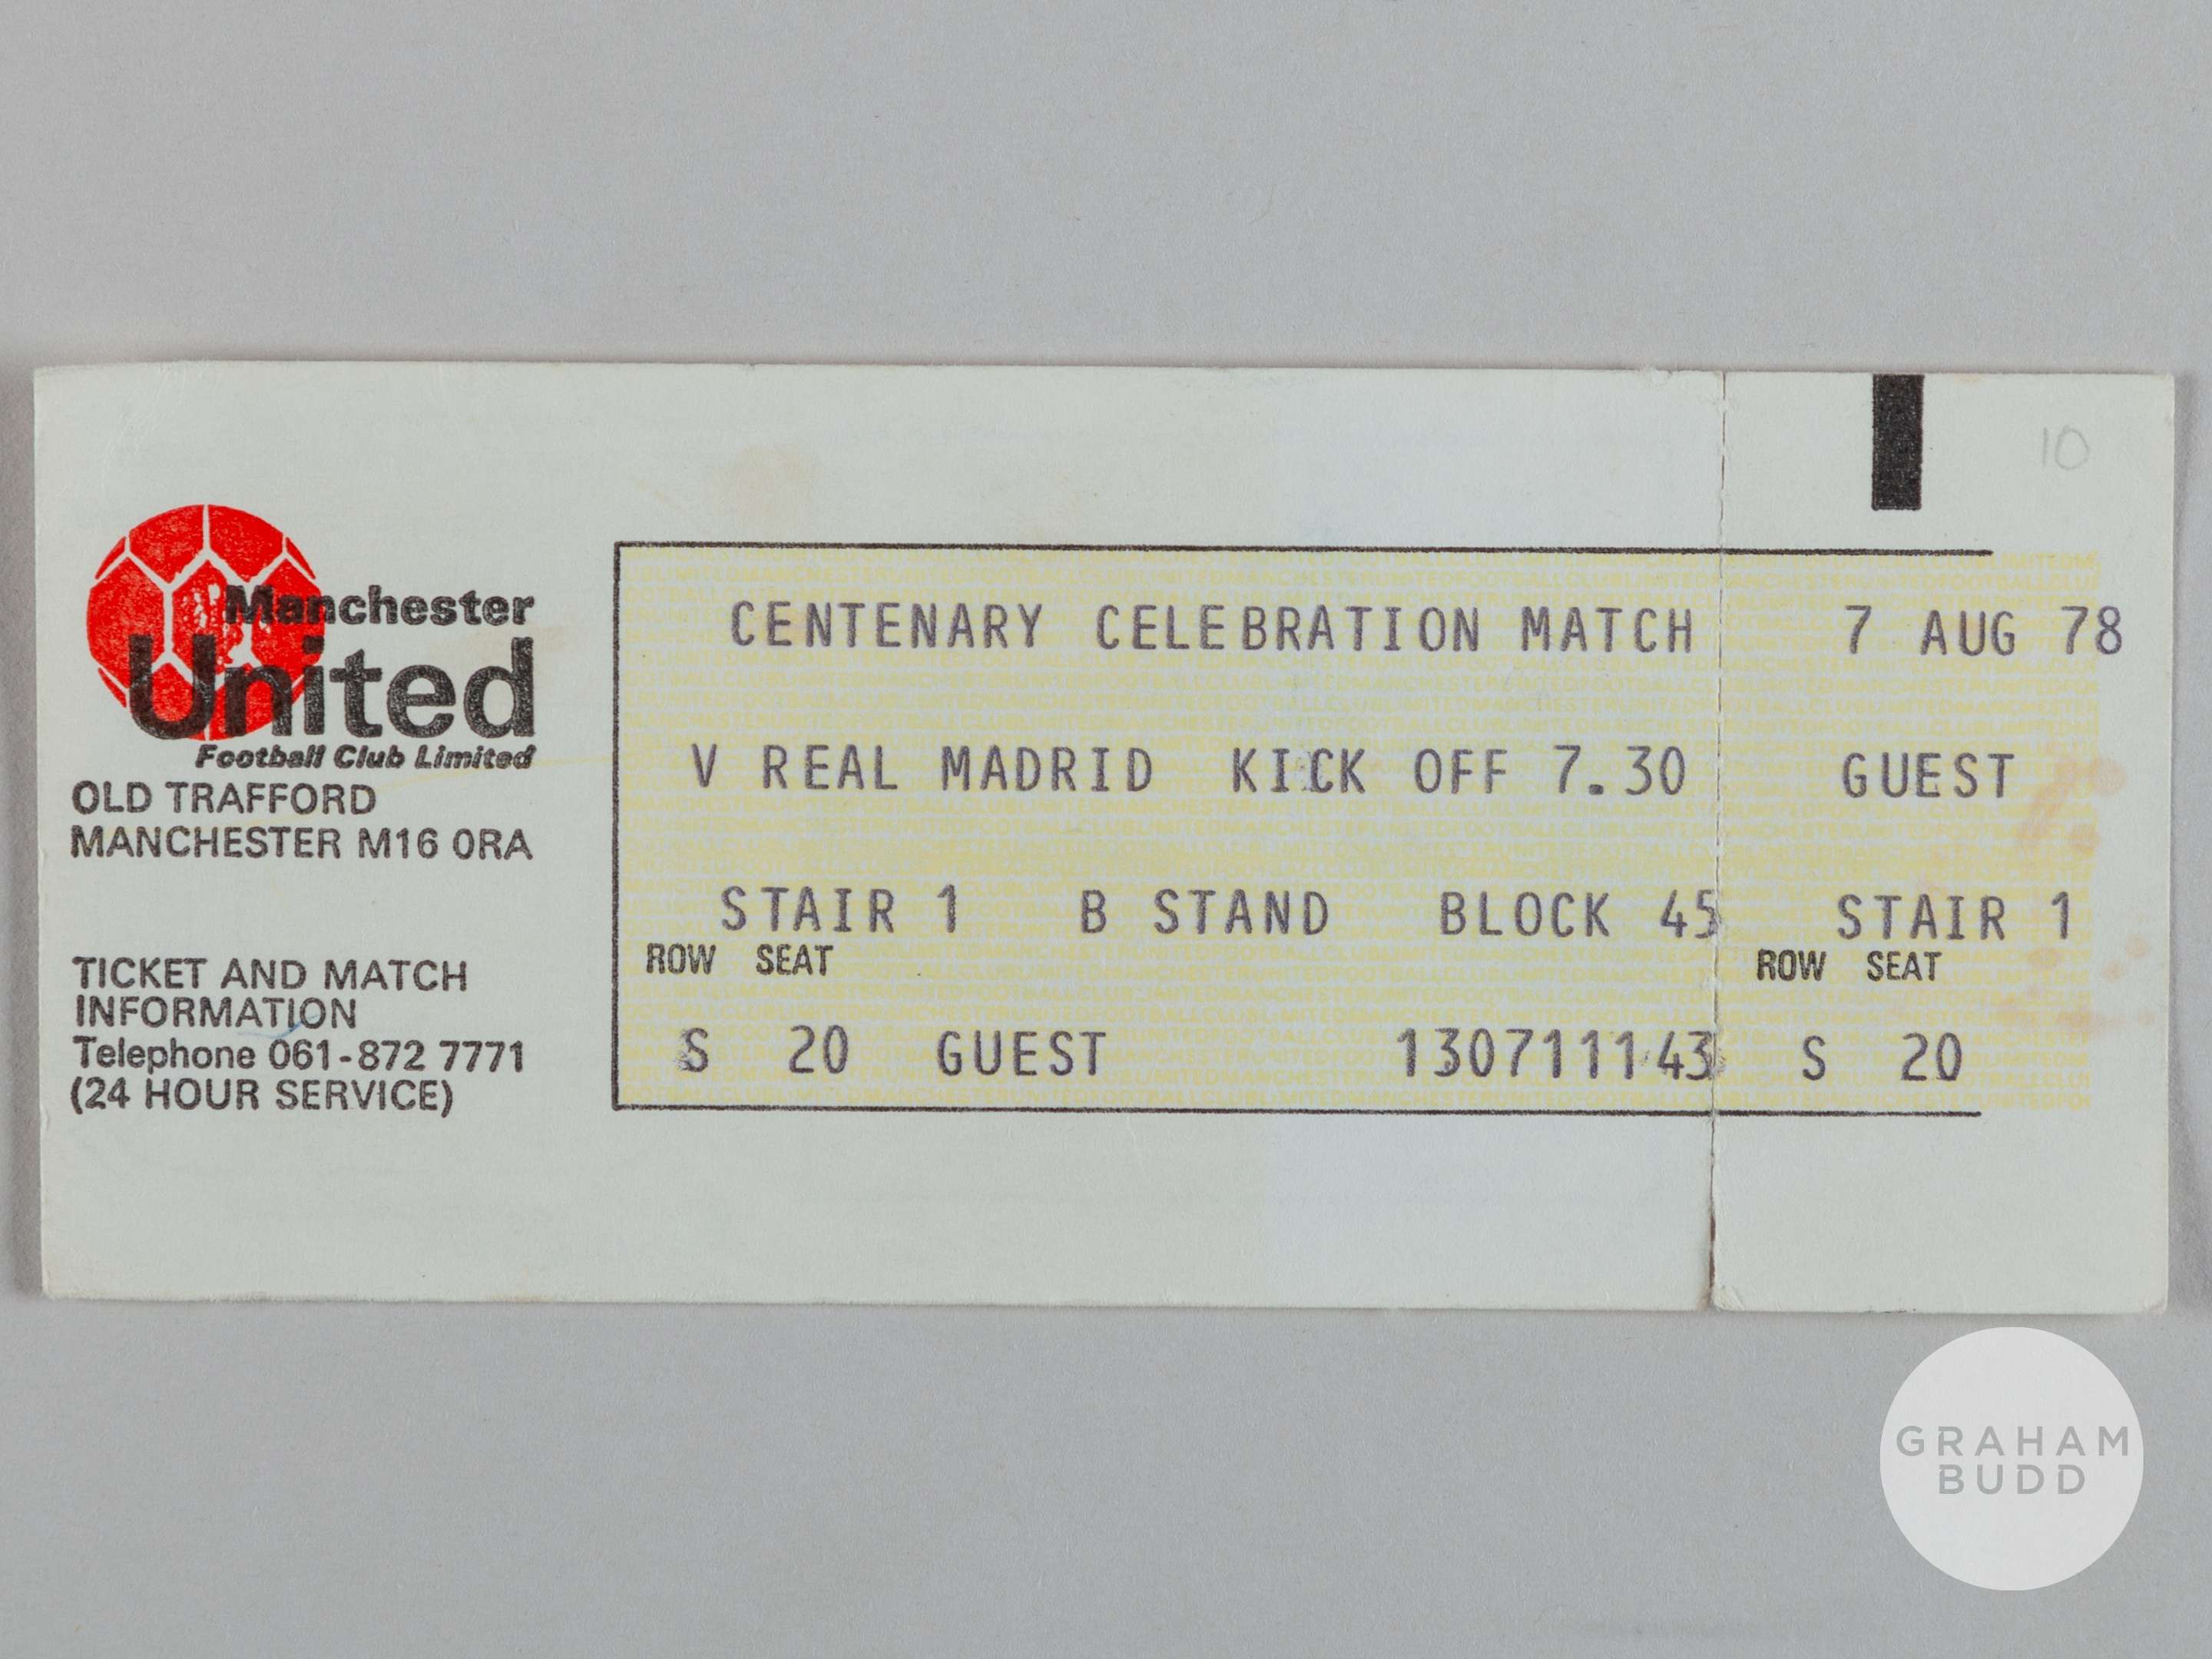 Manchester
United
Football Club Limited
OLD TRAFFORD
MANCHESTER M16 0RA
TICKET AND MATCH
INFORMATION
Telephone 061-872 7771
(24 HOUR SERVICE)
CENTENARY CELEBRATION MATCH
V REAL MADRID KICK OFF 7.30
STAIR 1 B STAND BLOCK 45
ROW SEAT
S 20 GUEST 130711143
10
7 AUG 78
GUEST
STAIR 1
ROW SEAT
S 20
GRAHAM
BUDD